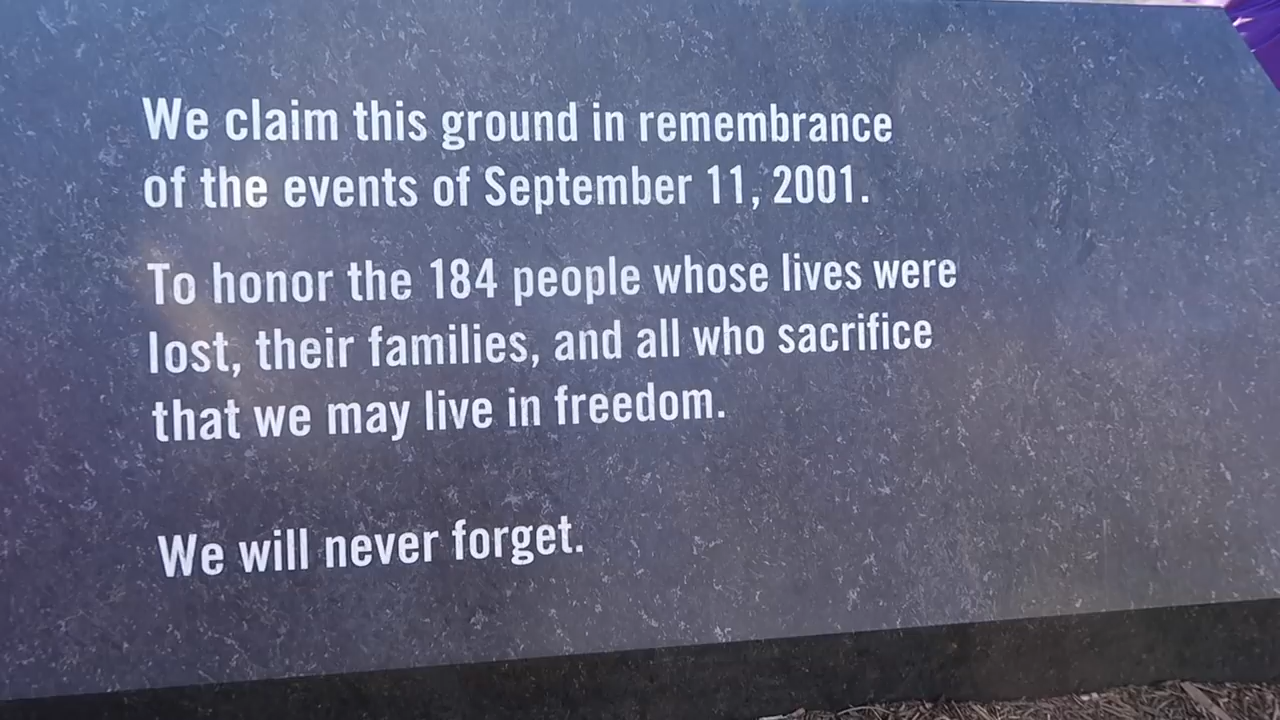 We claim this ground in remembrance
of the events of September 11, 2001.
To honor the 184 people whose lives were
lost, their families, and all who sacrifice
that we may live in freedom.
We will never forget.